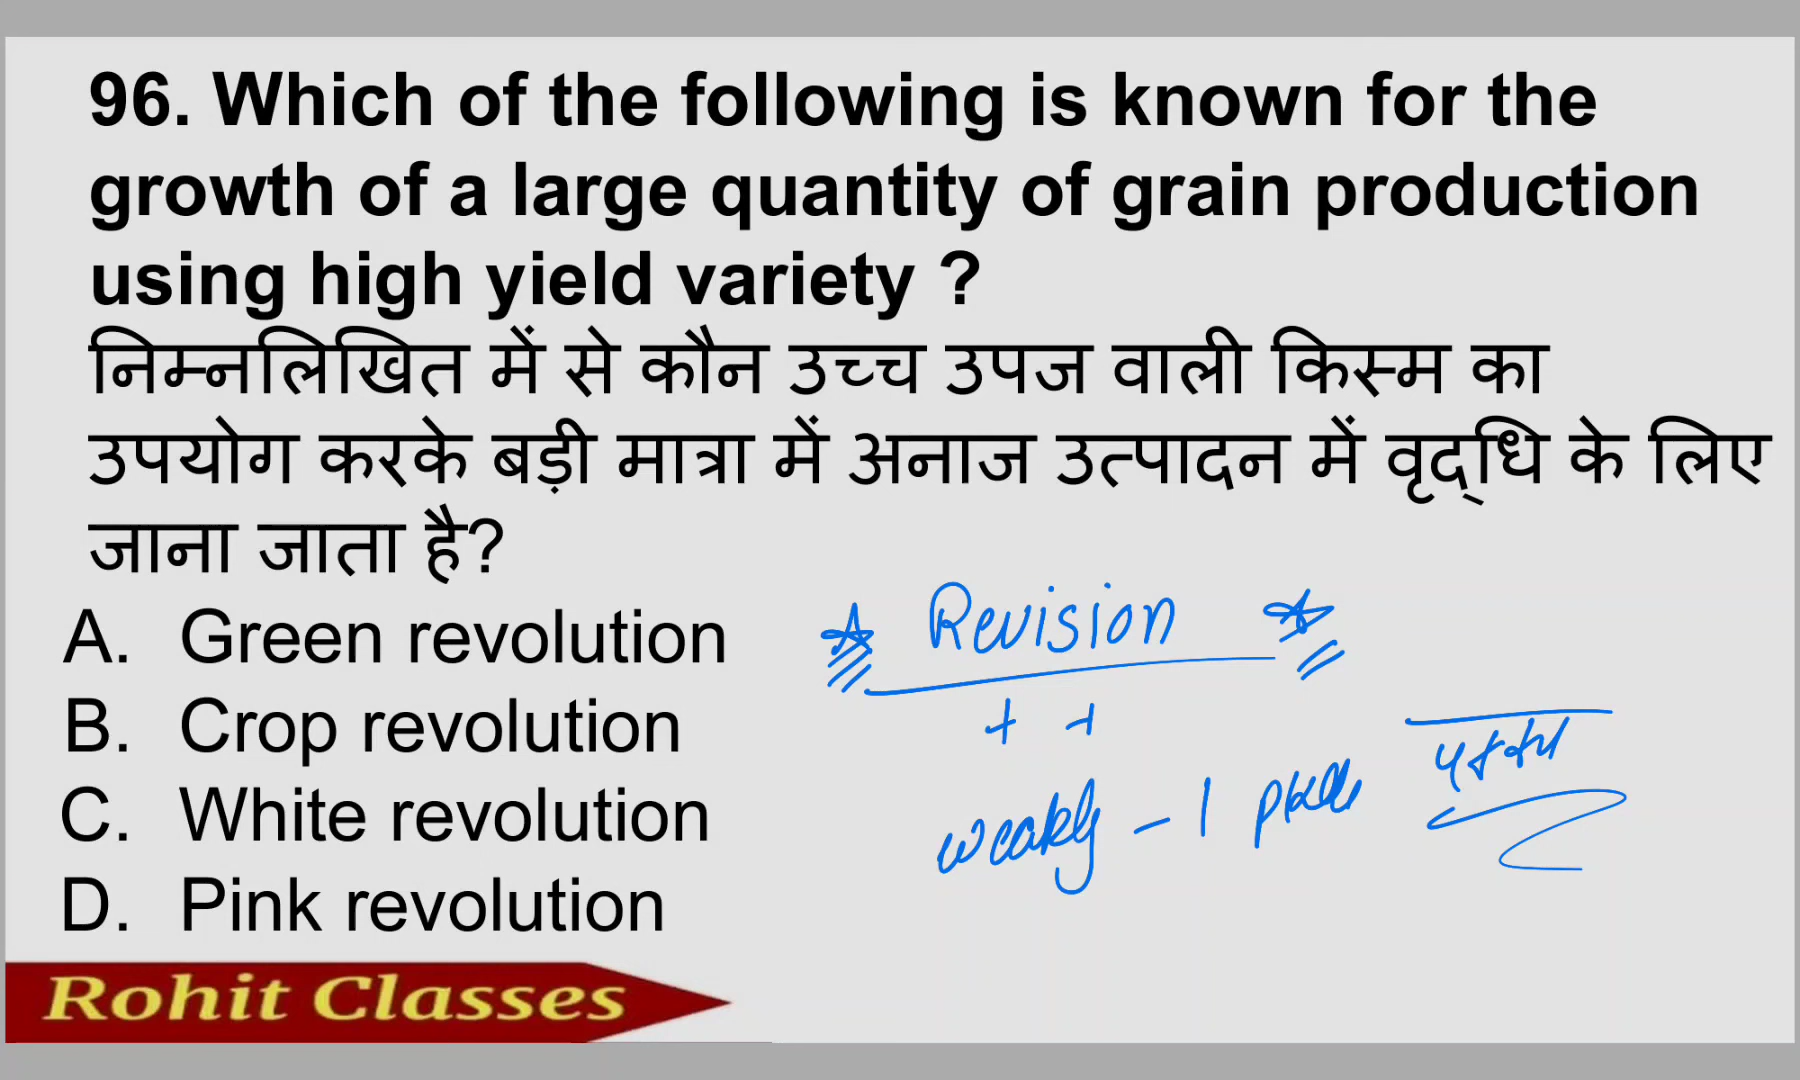 96. Which of the following is known for the
growth of a large quantity of grain production
using high yield variety ?
निम्नलिखित में से कौन उच्च उपज वाली किस्म का
उपयोग करके बड़ी मात्रा में अनाज उत्पादन में वृद्धि के लिए
जाना जाता है?
A. Green revolution
B. Crop revolution
C. White revolution
D. Pink revolution
Revision
+ +
weakly - 1
Rohit Classes